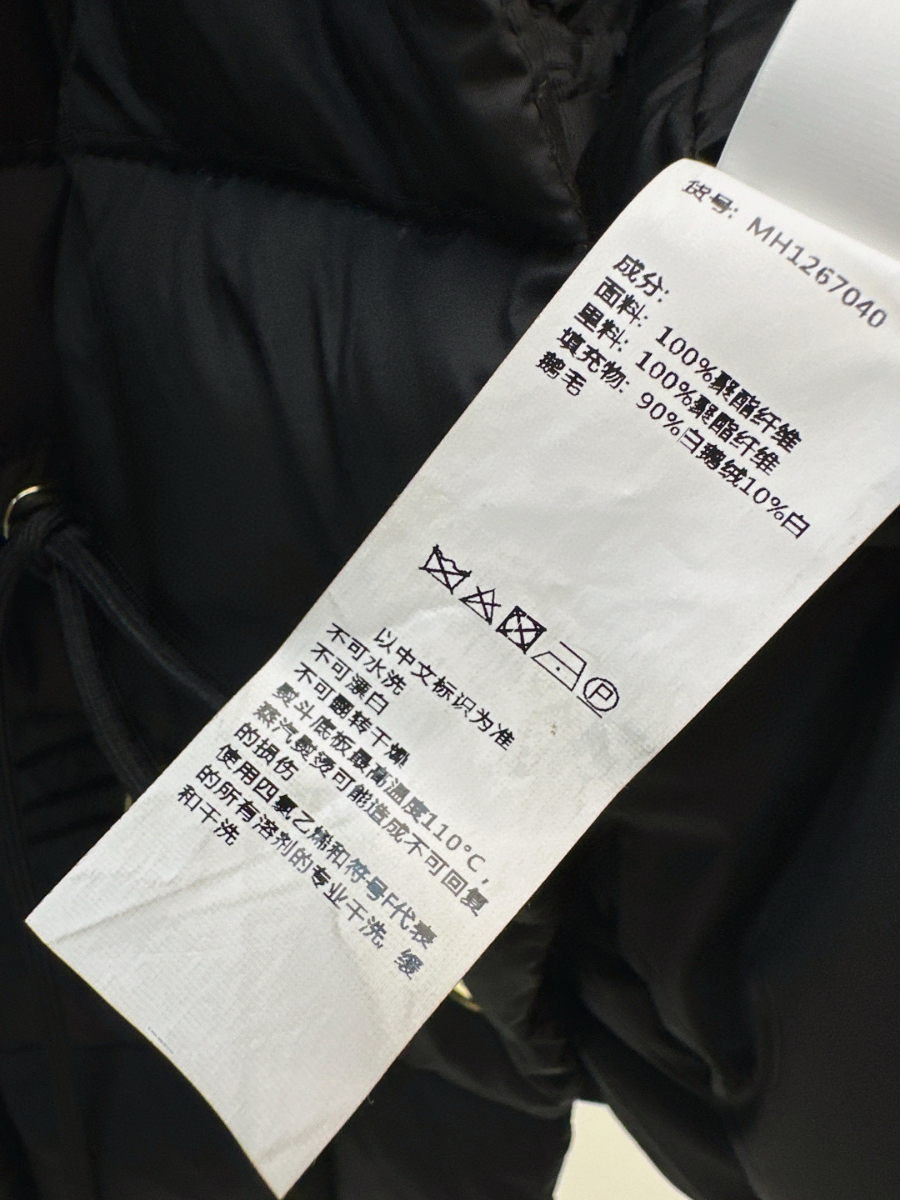 货号: MH1267040
成分:
面料: 100%聚酯纤维
里料: 100%聚酯纤维
填充物: 90%白鹅绒10%白
鹅毛
P
以中文标识为准
不可水洗
不可漂白
不可翻转干燥
熨斗底板最高温度110°C,
蒸汽熨烫可能造成不可回复
的损伤
使用四氯乙烯和符号F代表
的所有溶剂的专业干洗, 缓
和干洗